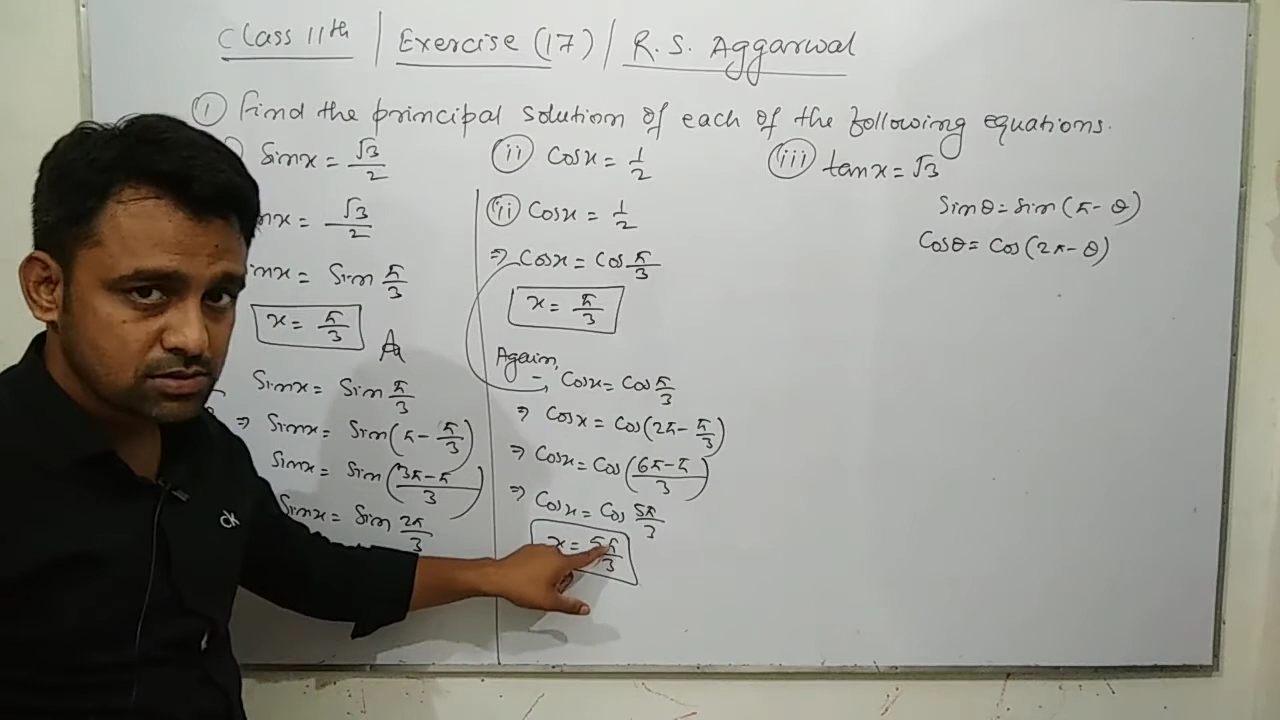 Class 11th | Exercise (17) / R. S. Aggarwal
① Find the principal solution of each of the following equations.
Sinx = √3/2
(ii) Cosx = 1/2
(iii) tanx = √3
nx = √3/2
inx = Sin π/3
x = π/3
Sinx = Sin π/3
⇒ Sinx = Sin(π - π/3)
Sinx = Sin(3π-π/3)
Sinx = Sin 2π/3
(ii) Cosx = 1/2
⇒ Cosx = Cos π/3
x = π/3
Again,
- Cosx = Cos π/3
⇒ Cosx = Cos(2π - π/3)
⇒ Cosx = Cos(6π-π/3)
⇒ Cosx = Cos 5π/3
x = 5π/3
Sinθ = Sin(π - θ)
Cosθ = Cos(2π - θ)